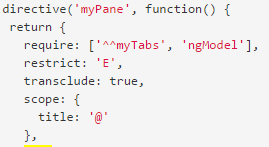 directive('myPane', function() {
return {
require: ['^^myTabs', 'ngModel'],
restrict: 'E',
transclude: true,
scope: {
title: '@'
},